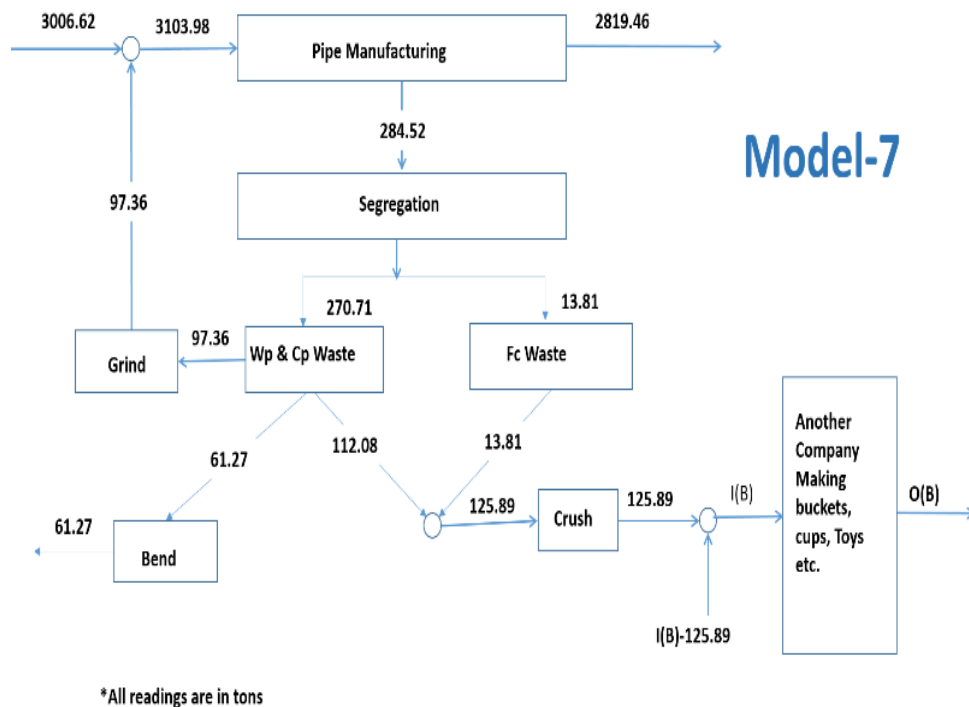 3006.62
3103.98
Pipe Manufacturing
2819.46
284.52
Model-7
97.36
Segregation
270.71
13.81
Grind
97.36
Wp & Cp Waste
Fc Waste
Another
Company
Making
buckets,
cups, Toys
etc.
61.27
112.08
13.81
125.89
Crush
125.89
I(B)
O(B)
61.27
Bend
I(B)-125.89
*All readings are in tons